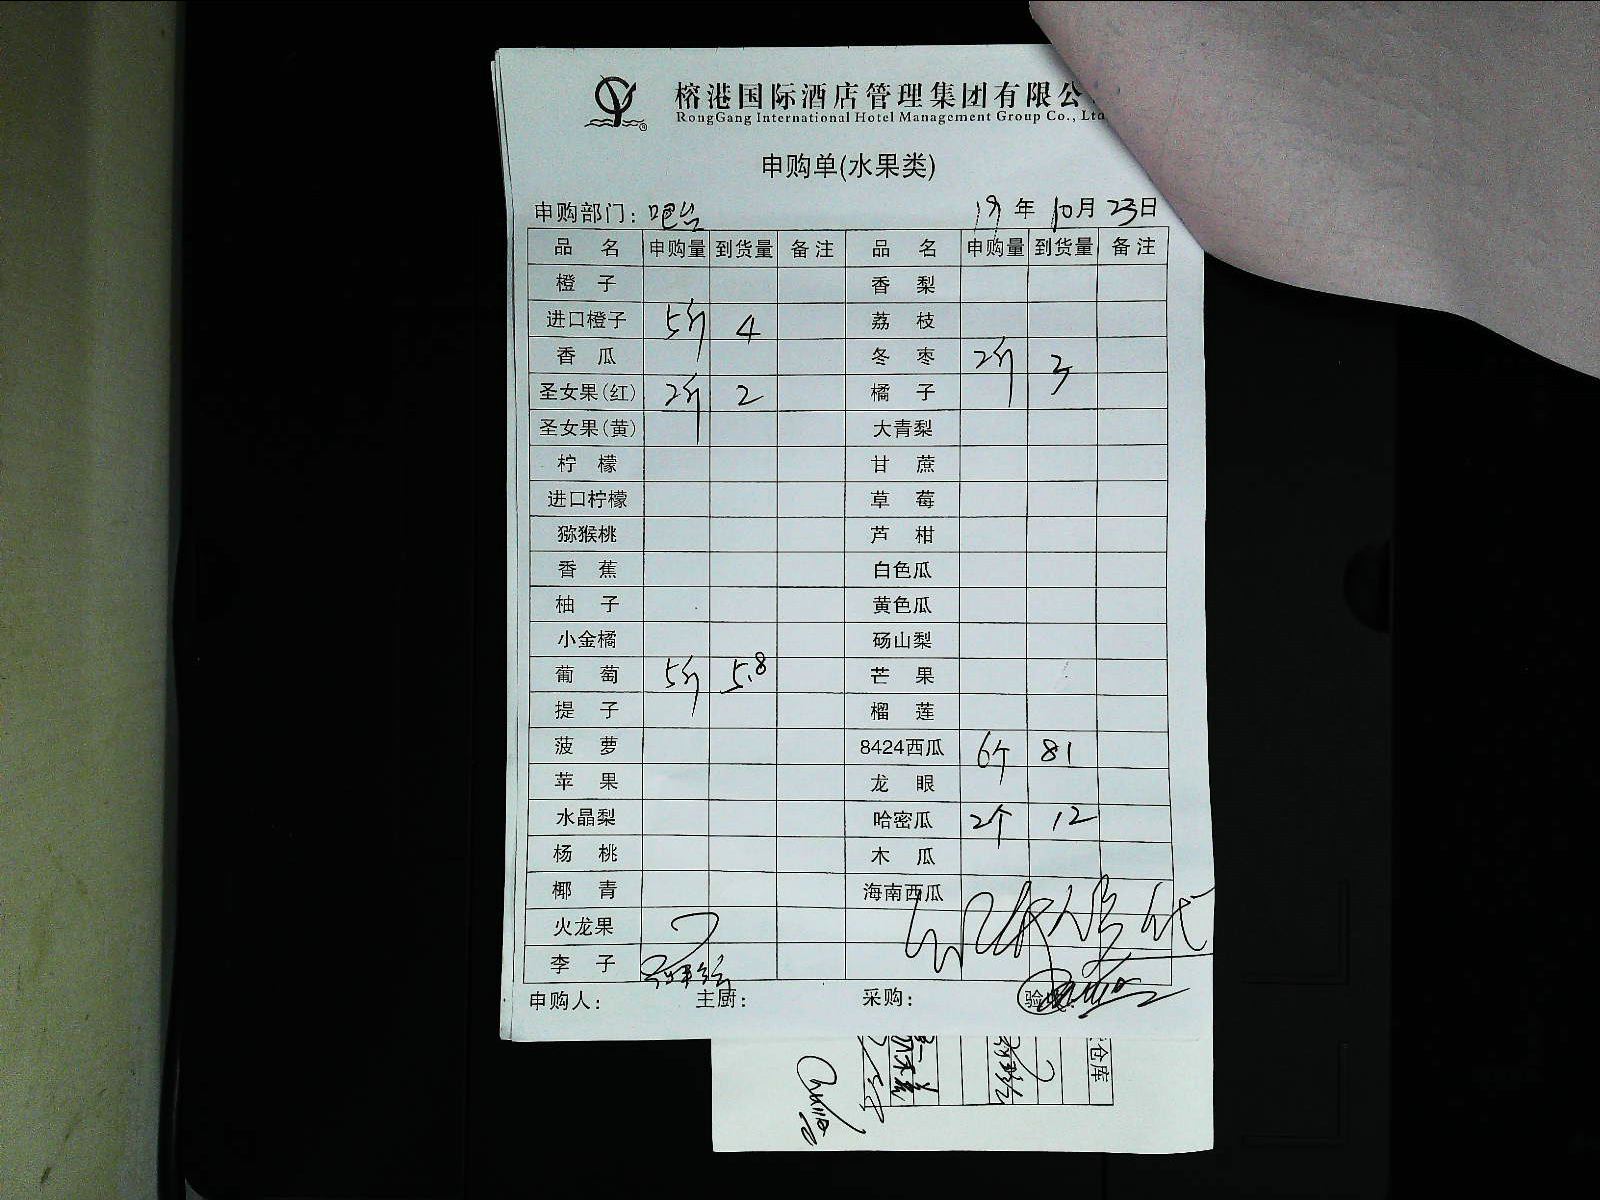 榕港国际酒店管理集团有限公
RongGang International Hotel Management Group Co., Ltd
申购单(水果类)
申购部门: 吧台 19 年 10 月 23 日
品 名 申购量 到货量 备注 品 名 申购量 到货量 备注
橙 子 香 梨
进口橙子 5斤 4 荔 枝
香 瓜 冬 枣 2斤 3
圣女果(红) 2斤 2 橘 子
圣女果(黄) 大青梨
柠 檬 甘 蔗
进口柠檬 草 莓
猕猴桃 芦 柑
香 蕉 白色瓜
柚 子 黄色瓜
小金橘 砀山梨
葡 萄 5斤 5.8 芒 果
提 子 榴 莲
菠 萝 8424西瓜 6个 81
苹 果 龙 眼
水晶梨 哈密瓜 2个 12
杨 桃 木 瓜
椰 青 海南西瓜
火龙果
李 子
申购人: 主厨: 采购: 验
仓库